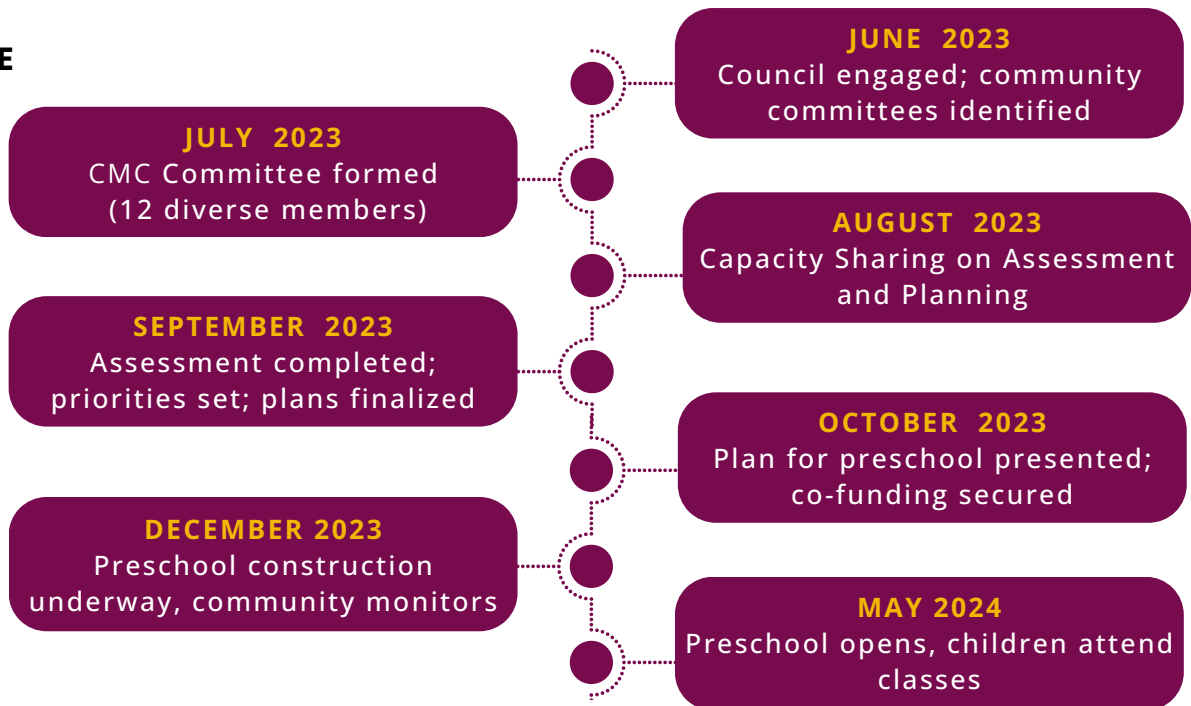 E
JUNE 2023
Council engaged; community
committees identified
JULY 2023
CMC Committee formed
(12 diverse members)
AUGUST 2023
Capacity Sharing on Assessment
and Planning
SEPTEMBER 2023
Assessment completed;
priorities set; plans finalized
OCTOBER 2023
Plan for preschool presented;
co-funding secured
DECEMBER 2023
Preschool construction
underway, community monitors
MAY 2024
Preschool opens, children attend
classes